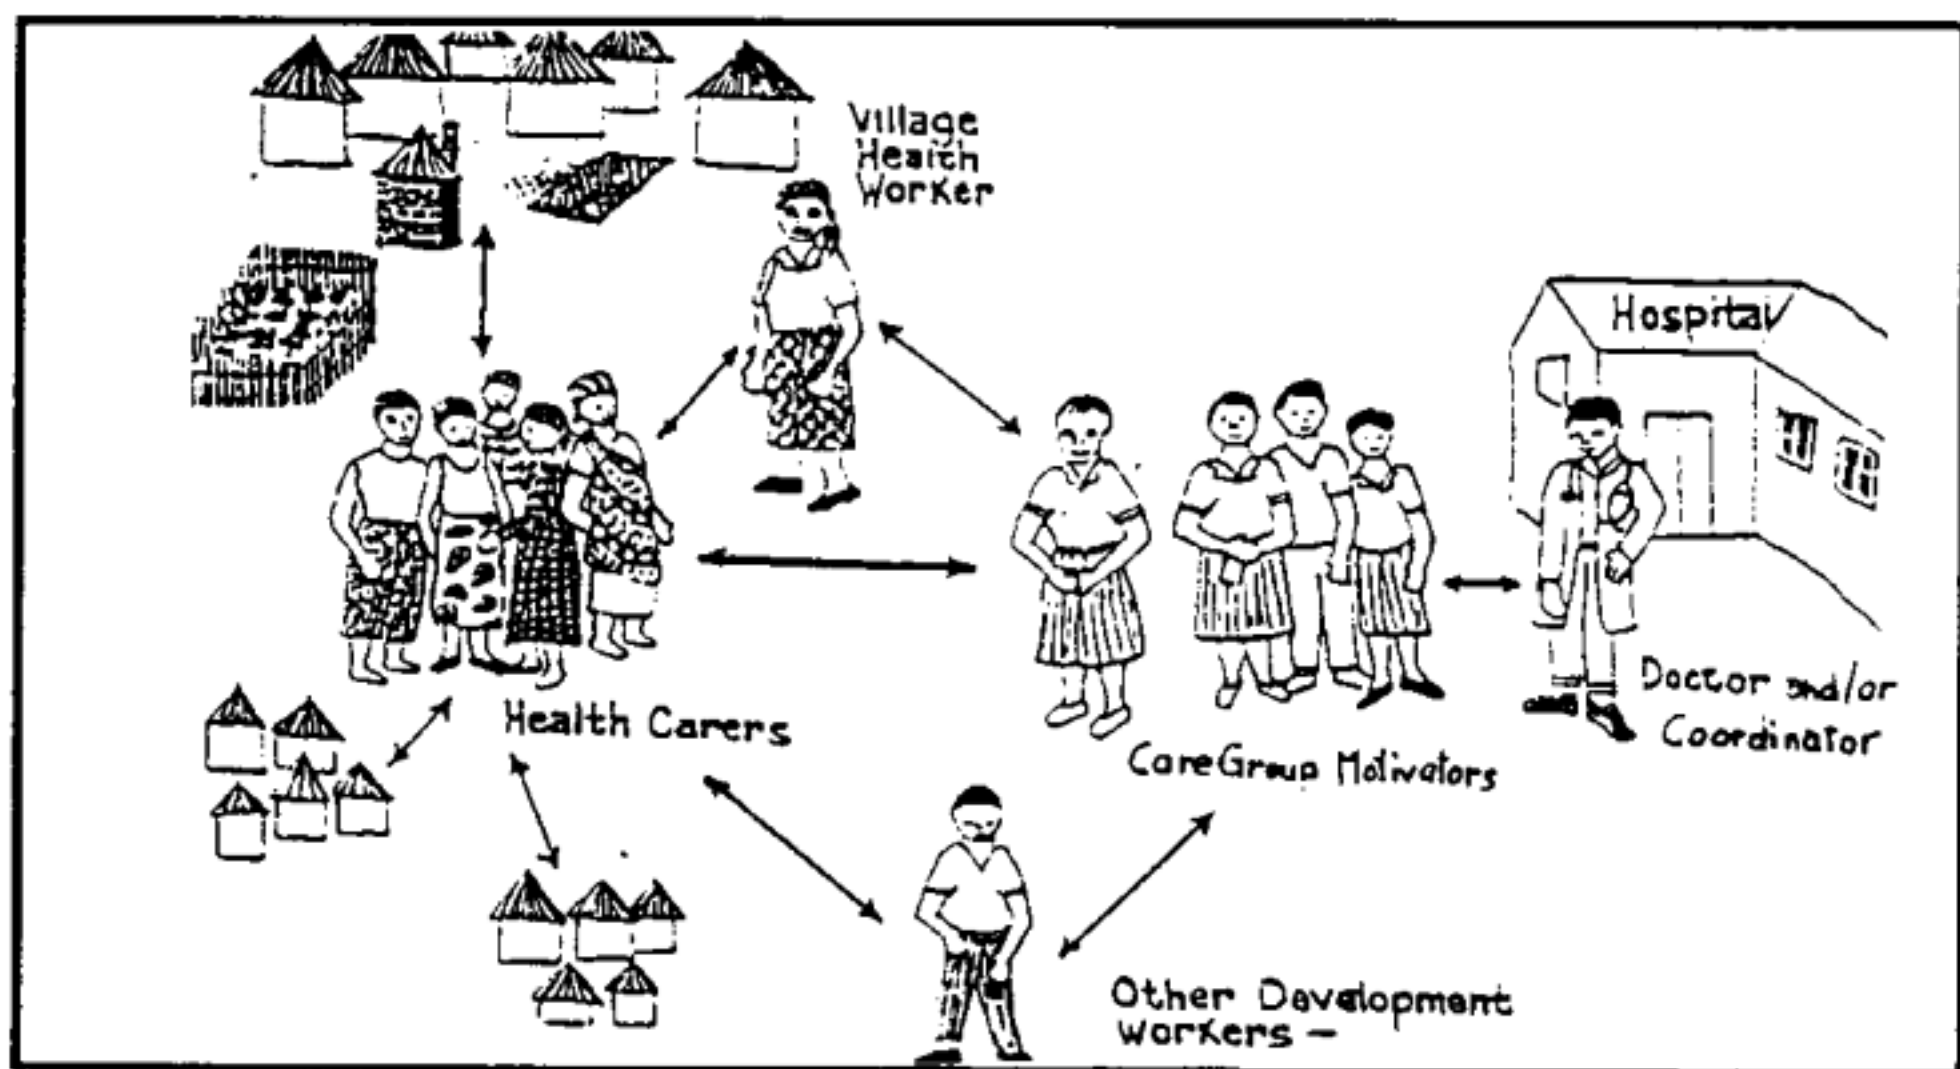 Village
Health
Worker
Hospital
Doctor and/or
Coordinator
Health Carers
CareGroup Motivators
Other Development
Workers —